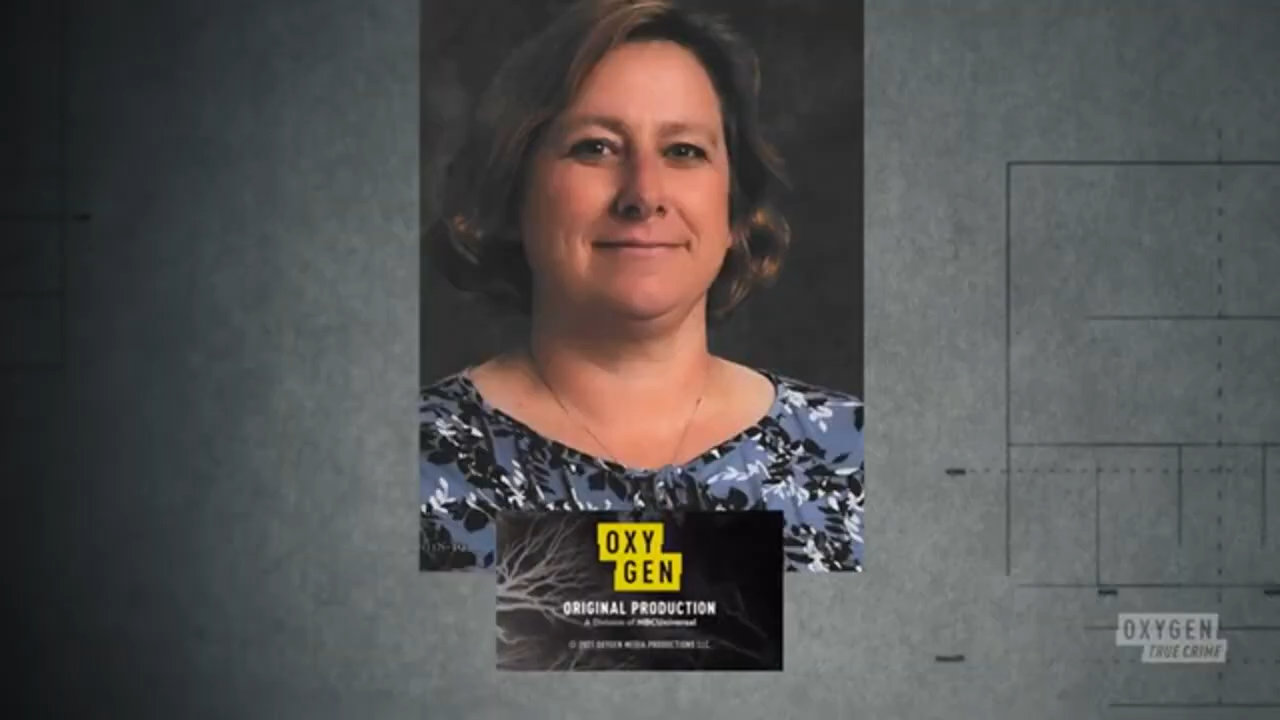 OXY
GEN
ORIGINAL PRODUCTION
A Division of NBCUniversal
© 2021 OXYGEN MEDIA PRODUCTIONS LLC.
OXYGEN
TRUE CRIME